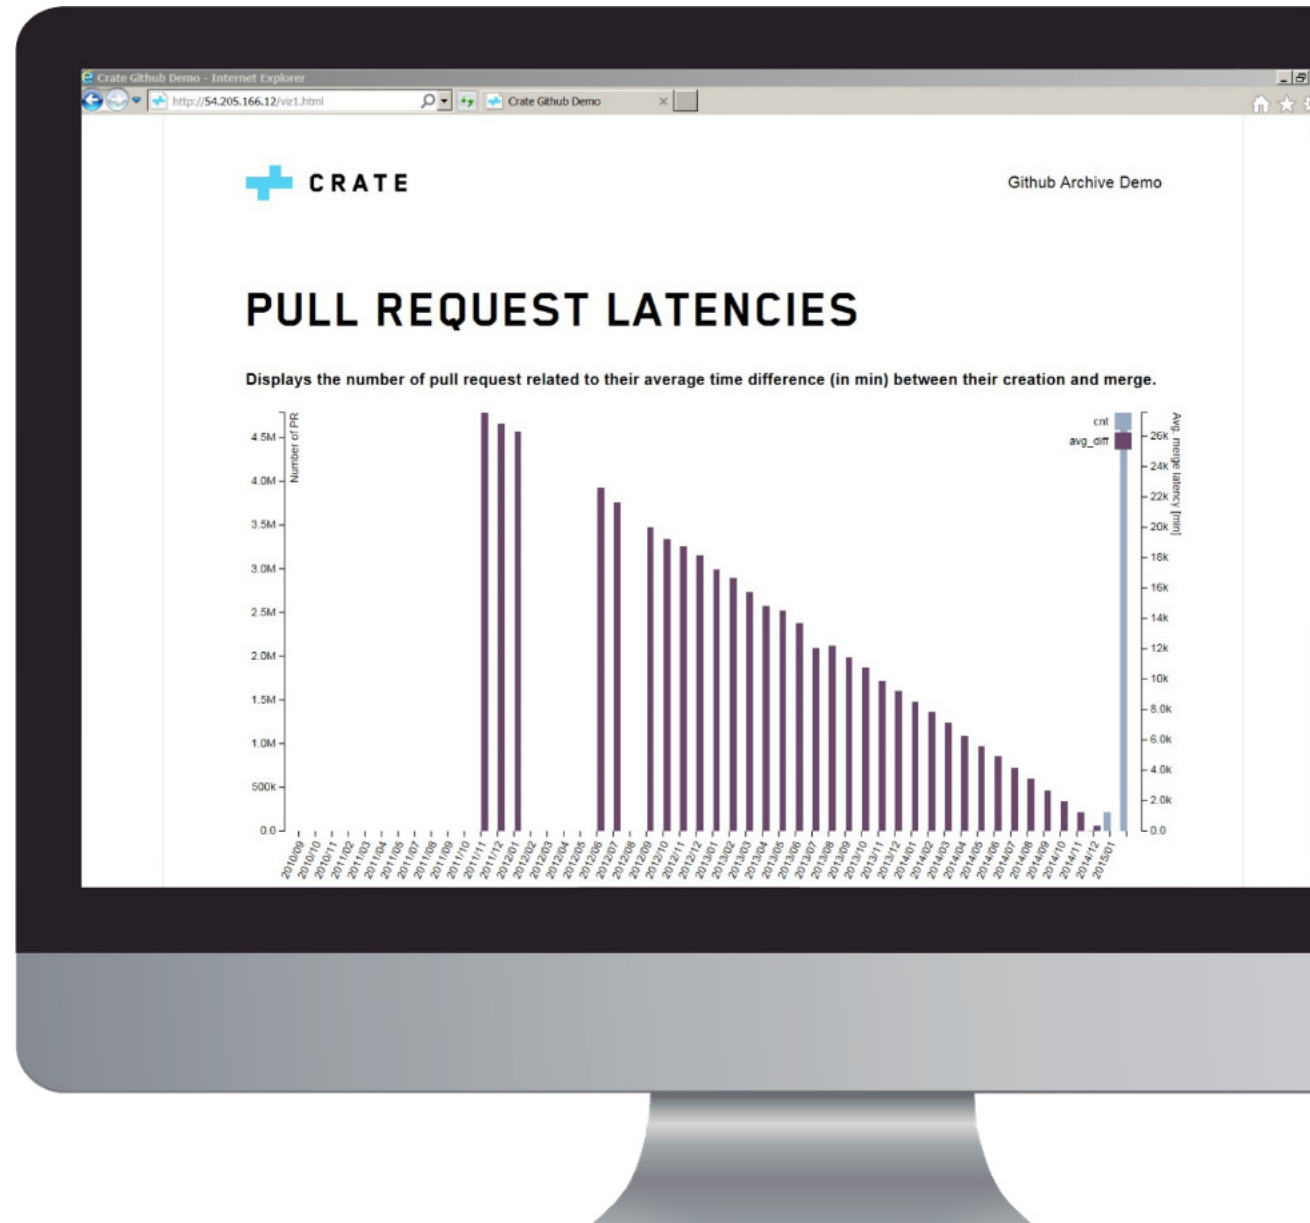 Crate Github Demo - Internet Explorer
http://54.205.166.12/viz1.html
Crate Github Demo
CRATE
Github Archive Demo
PULL REQUEST LATENCIES
Displays the number of pull request related to their average time difference (in min) between their creation and merge.
Number of PR
4.5M
4.0M
3.5M
3.0M
2.5M
2.0M
1.5M
1.0M
500k
0.0
cnt
avg_diff
Avg. merge latency [min]
26k
24k
22k
20k
18k
16k
14k
12k
10k
8.0k
6.0k
4.0k
2.0k
0.0
2010/09
2010/10
2010/11
2011/02
2011/03
2011/04
2011/05
2011/07
2011/08
2011/09
2011/10
2011/11
2011/12
2012/01
2012/02
2012/03
2012/04
2012/05
2012/06
2012/07
2012/08
2012/09
2012/10
2012/11
2012/12
2013/01
2013/02
2013/03
2013/04
2013/05
2013/06
2013/07
2013/08
2013/09
2013/10
2013/11
2013/12
2014/01
2014/02
2014/03
2014/04
2014/05
2014/06
2014/07
2014/08
2014/09
2014/10
2014/11
2014/12
2015/01